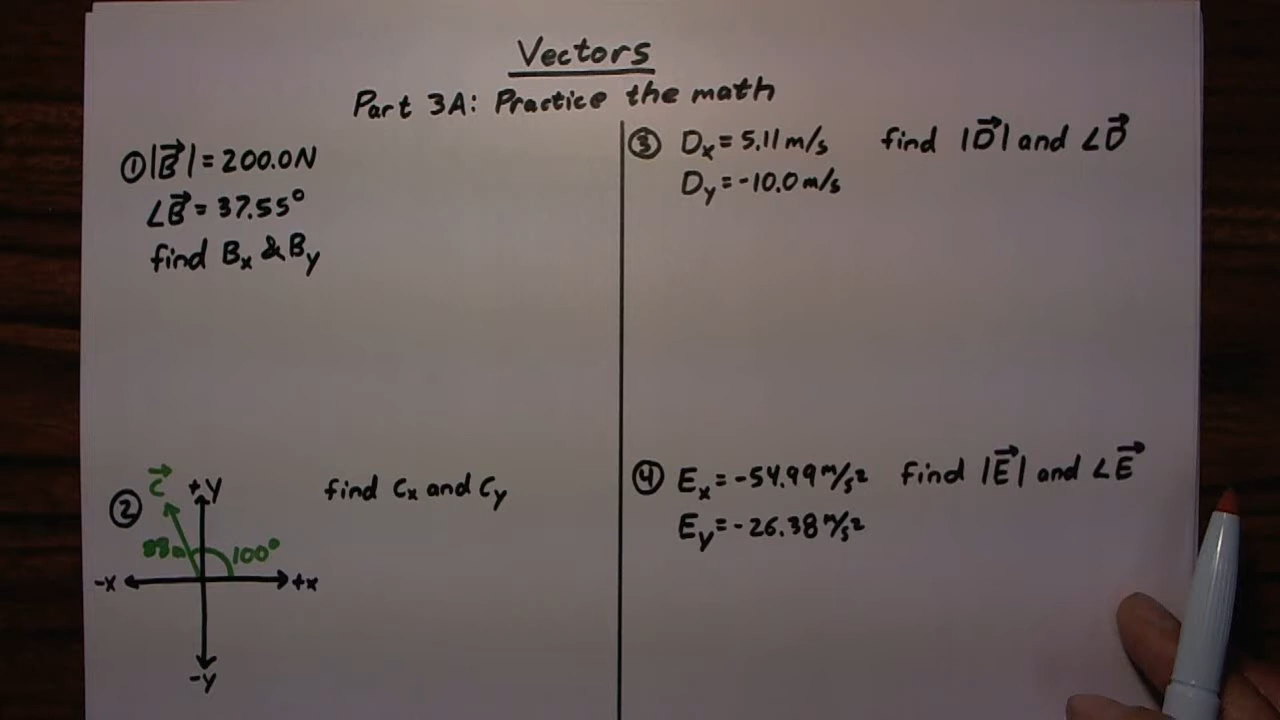 Vectors
Part 3A: Practice the math
① |B⃗| = 200.0N
∠B⃗ = 37.55°
find Bx & By
② C⃗
+y
find Cx and Cy
88m
100°
-x
+x
-y
③ Dx = 5.11 m/s find |D⃗| and ∠D⃗
Dy = -10.0 m/s
④ Ex = -54.99 m/s² find |E⃗| and ∠E⃗
Ey = -26.38 m/s²